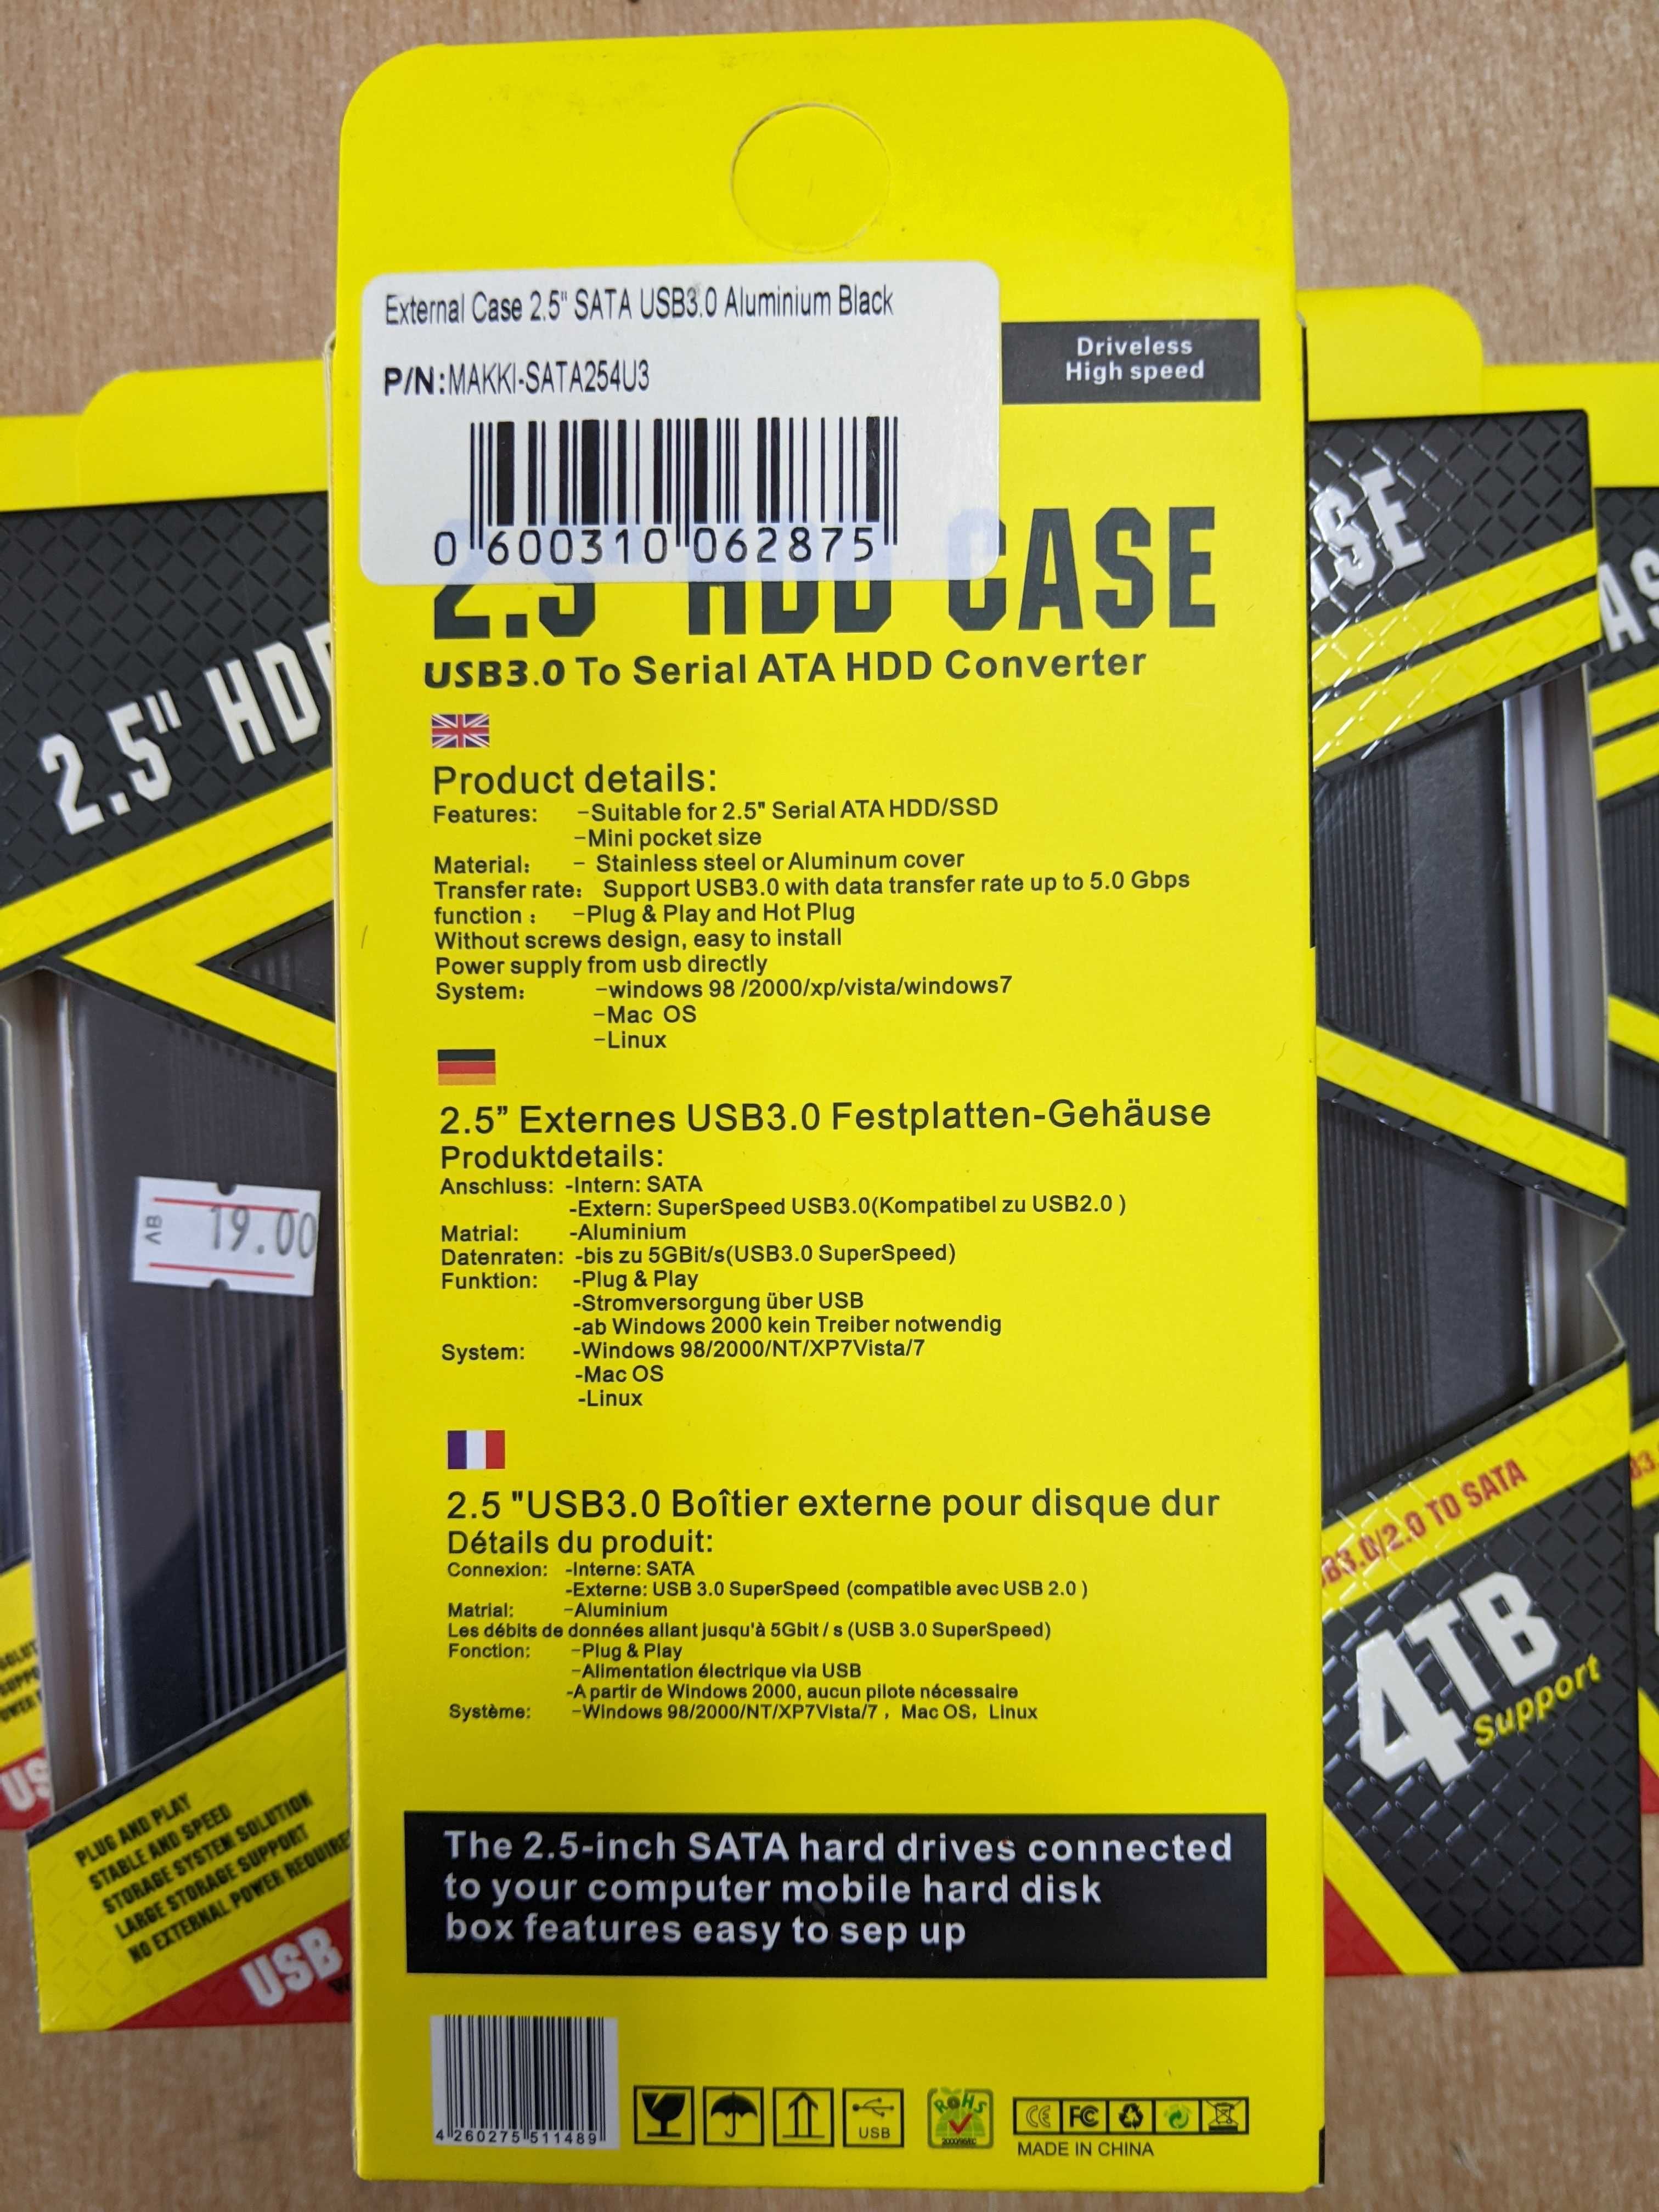 External Case 2.5" SATA USB3.0 Aluminium Black
P/N:MAKKI-SATA254U3
0 600310 062875
Driveless
High speed
2.5" HDD CASE
USB3.0 To Serial ATA HDD Converter
Product details:
Features: -Suitable for 2.5" Serial ATA HDD/SSD
-Mini pocket size
Material: - Stainless steel or Aluminum cover
Transfer rate: Support USB3.0 with data transfer rate up to 5.0 Gbps
function : -Plug & Play and Hot Plug
Without screws design, easy to install
Power supply from usb directly
System: -windows 98 /2000/xp/vista/windows7
-Mac OS
-Linux
2.5” Externes USB3.0 Festplatten-Gehäuse
Produktdetails:
Anschluss: -Intern: SATA
-Extern: SuperSpeed USB3.0(Kompatibel zu USB2.0 )
Matrial: -Aluminium
Datenraten: -bis zu 5GBit/s(USB3.0 SuperSpeed)
Funktion: -Plug & Play
-Stromversorgung über USB
-ab Windows 2000 kein Treiber notwendig
System: -Windows 98/2000/NT/XP7Vista/7
-Mac OS
-Linux
2.5 "USB3.0 Boîtier externe pour disque dur
Détails du produit:
Connexion: -Interne: SATA
-Externe: USB 3.0 SuperSpeed (compatible avec USB 2.0 )
Matrial: -Aluminium
Les débits de données allant jusqu'à 5Gbit / s (USB 3.0 SuperSpeed)
Fonction: -Plug & Play
-Alimentation électrique via USB
-A partir de Windows 2000, aucun pilote nécessaire
Système: -Windows 98/2000/NT/XP7Vista/7 , Mac OS, Linux
The 2.5-inch SATA hard drives connected
to your computer mobile hard disk
box features easy to sep up
4 260275 511489
USB
RoHS
CE FC
MADE IN CHINA
2.5" HD
AB 19.00
PLUG AND PLAY
STABLE AND SPEED
STORAGE SYSTEM SOLUTION
LARGE STORAGE SUPPORT
NO EXTERNAL POWER REQUIRE
USB
US
SE
B3.0/2.0 TO SATA
4TB
Support
AS